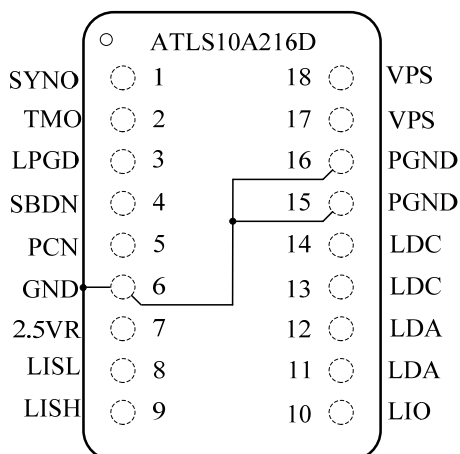 ATLS10A216D
SYNO 1 18 VPS
TMO 2 17 VPS
LPGD 3 16 PGND
SBDN 4 15 PGND
PCN 5 14 LDC
GND 6 13 LDC
2.5VR 7 12 LDA
LISL 8 11 LDA
LISH 9 10 LIO